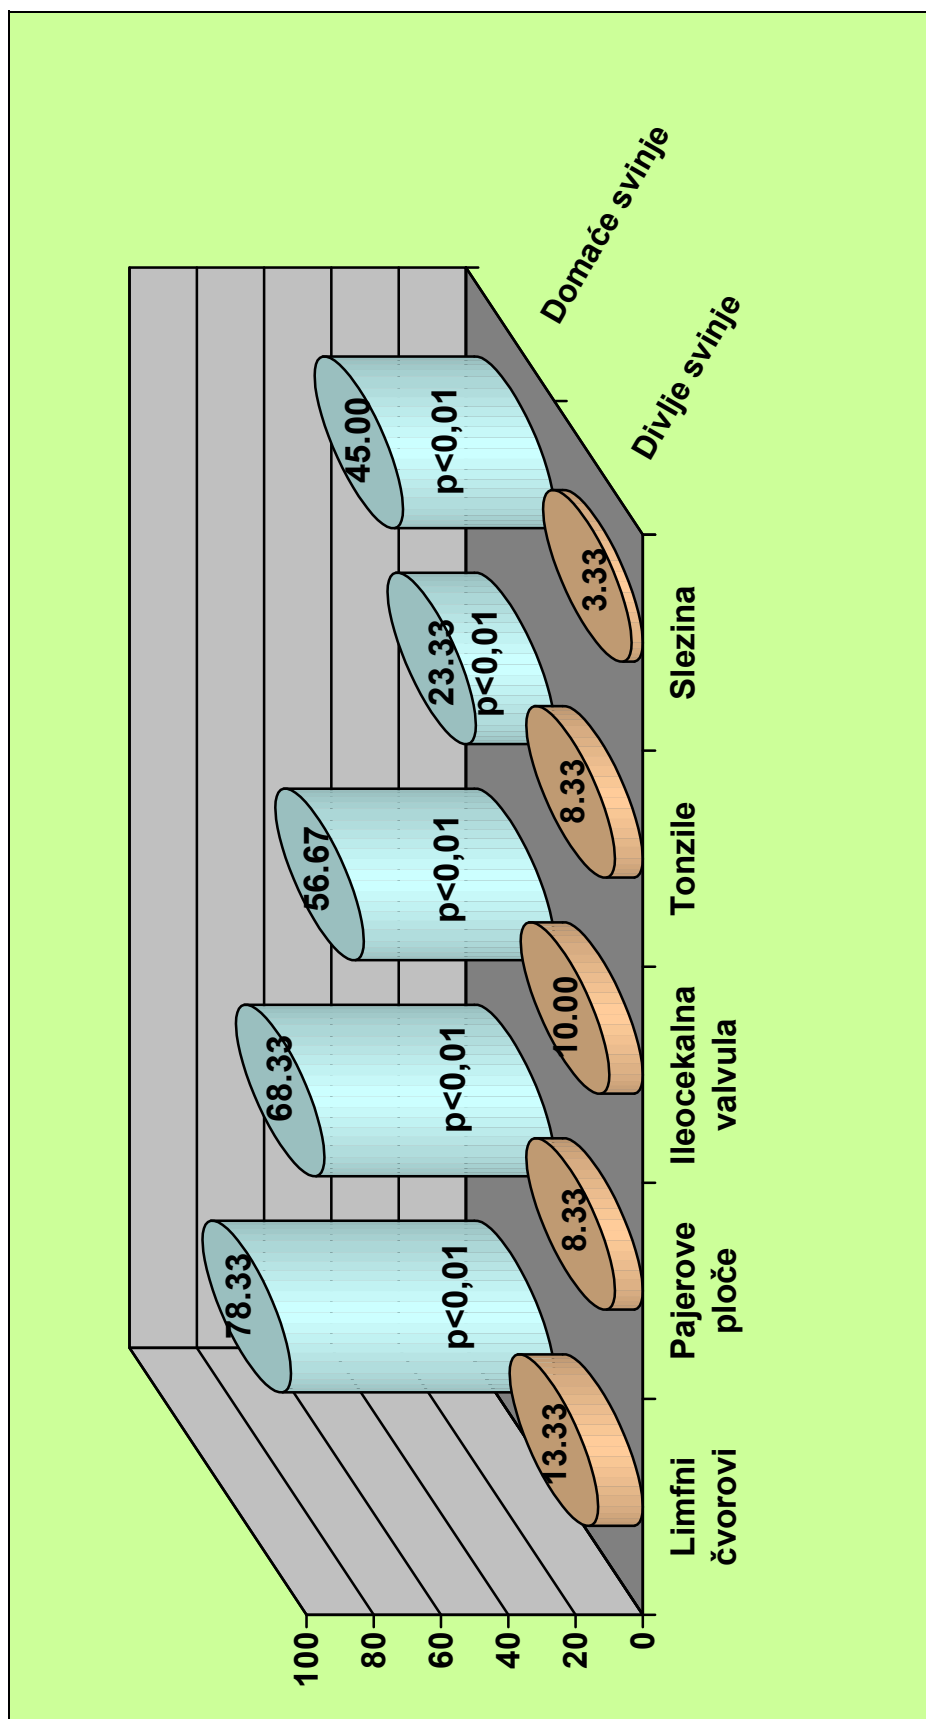 100
80
60
40
20
0
78.33
68.33
56.67
23.33
45.00
p<0,01
p<0,01
p<0,01
p<0,01
p<0,01
13.33
8.33
10.00
8.33
3.33
Limfni
čvorovi
Pajerove
ploče
Ileocekalna
valvula
Tonzile
Slezina
Divlje svinje
Domaće svinje